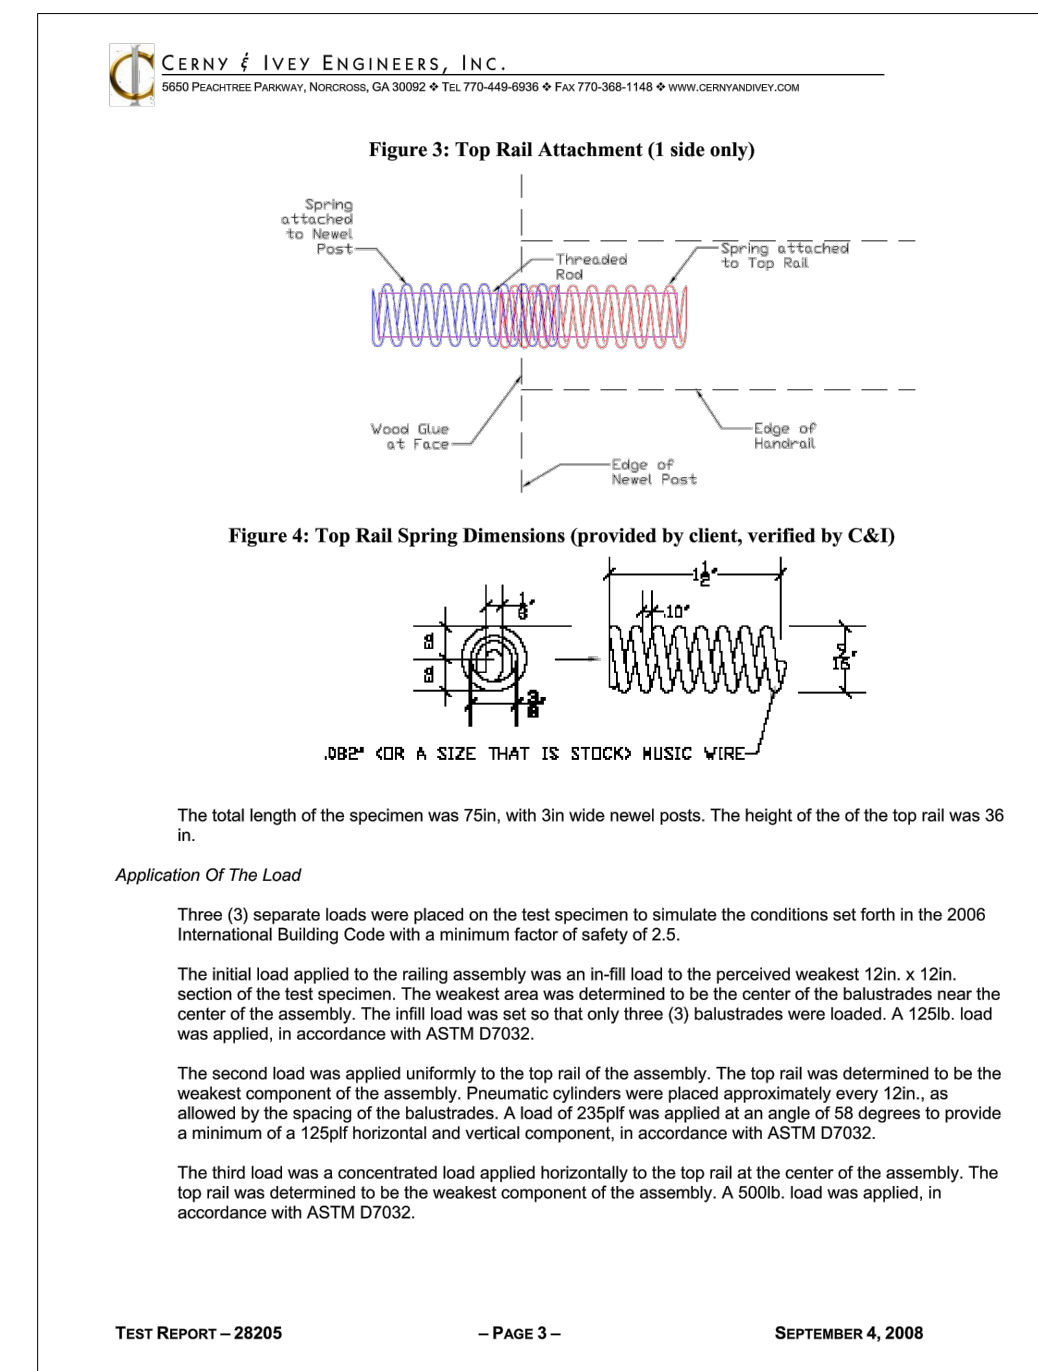 CERNY & IVEY ENGINEERS, INC.
5650 PEACHTREE PARKWAY, NORCROSS, GA 30092 ❖ TEL 770-449-6936 ❖ FAX 770-368-1148 ❖ WWW.CERNYANDIVEY.COM
Figure 3: Top Rail Attachment (1 side only)
Spring
attached
to Newel
Post
Threaded
Rod
Spring attached
to Top Rail
Wood Glue
at Face
Edge of
Handrail
Edge of
Newel Post
Figure 4: Top Rail Spring Dimensions (provided by client, verified by C&I)
1 1/2"
.10"
EQ
EQ
3/8"
.082" (OR A SIZE THAT IS STOCK) MUSIC WIRE
The total length of the specimen was 75in, with 3in wide newel posts. The height of the of the top rail was 36
in.
Application Of The Load
Three (3) separate loads were placed on the test specimen to simulate the conditions set forth in the 2006
International Building Code with a minimum factor of safety of 2.5.
The initial load applied to the railing assembly was an in-fill load to the perceived weakest 12in. x 12in.
section of the test specimen. The weakest area was determined to be the center of the balustrades near the
center of the assembly. The infill load was set so that only three (3) balustrades were loaded. A 125lb. load
was applied, in accordance with ASTM D7032.
The second load was applied uniformly to the top rail of the assembly. The top rail was determined to be the
weakest component of the assembly. Pneumatic cylinders were placed approximately every 12in., as
allowed by the spacing of the balustrades. A load of 235plf was applied at an angle of 58 degrees to provide
a minimum of a 125plf horizontal and vertical component, in accordance with ASTM D7032.
The third load was a concentrated load applied horizontally to the top rail at the center of the assembly. The
top rail was determined to be the weakest component of the assembly. A 500lb. load was applied, in
accordance with ASTM D7032.
TEST REPORT – 28205
– PAGE 3 –
SEPTEMBER 4, 2008